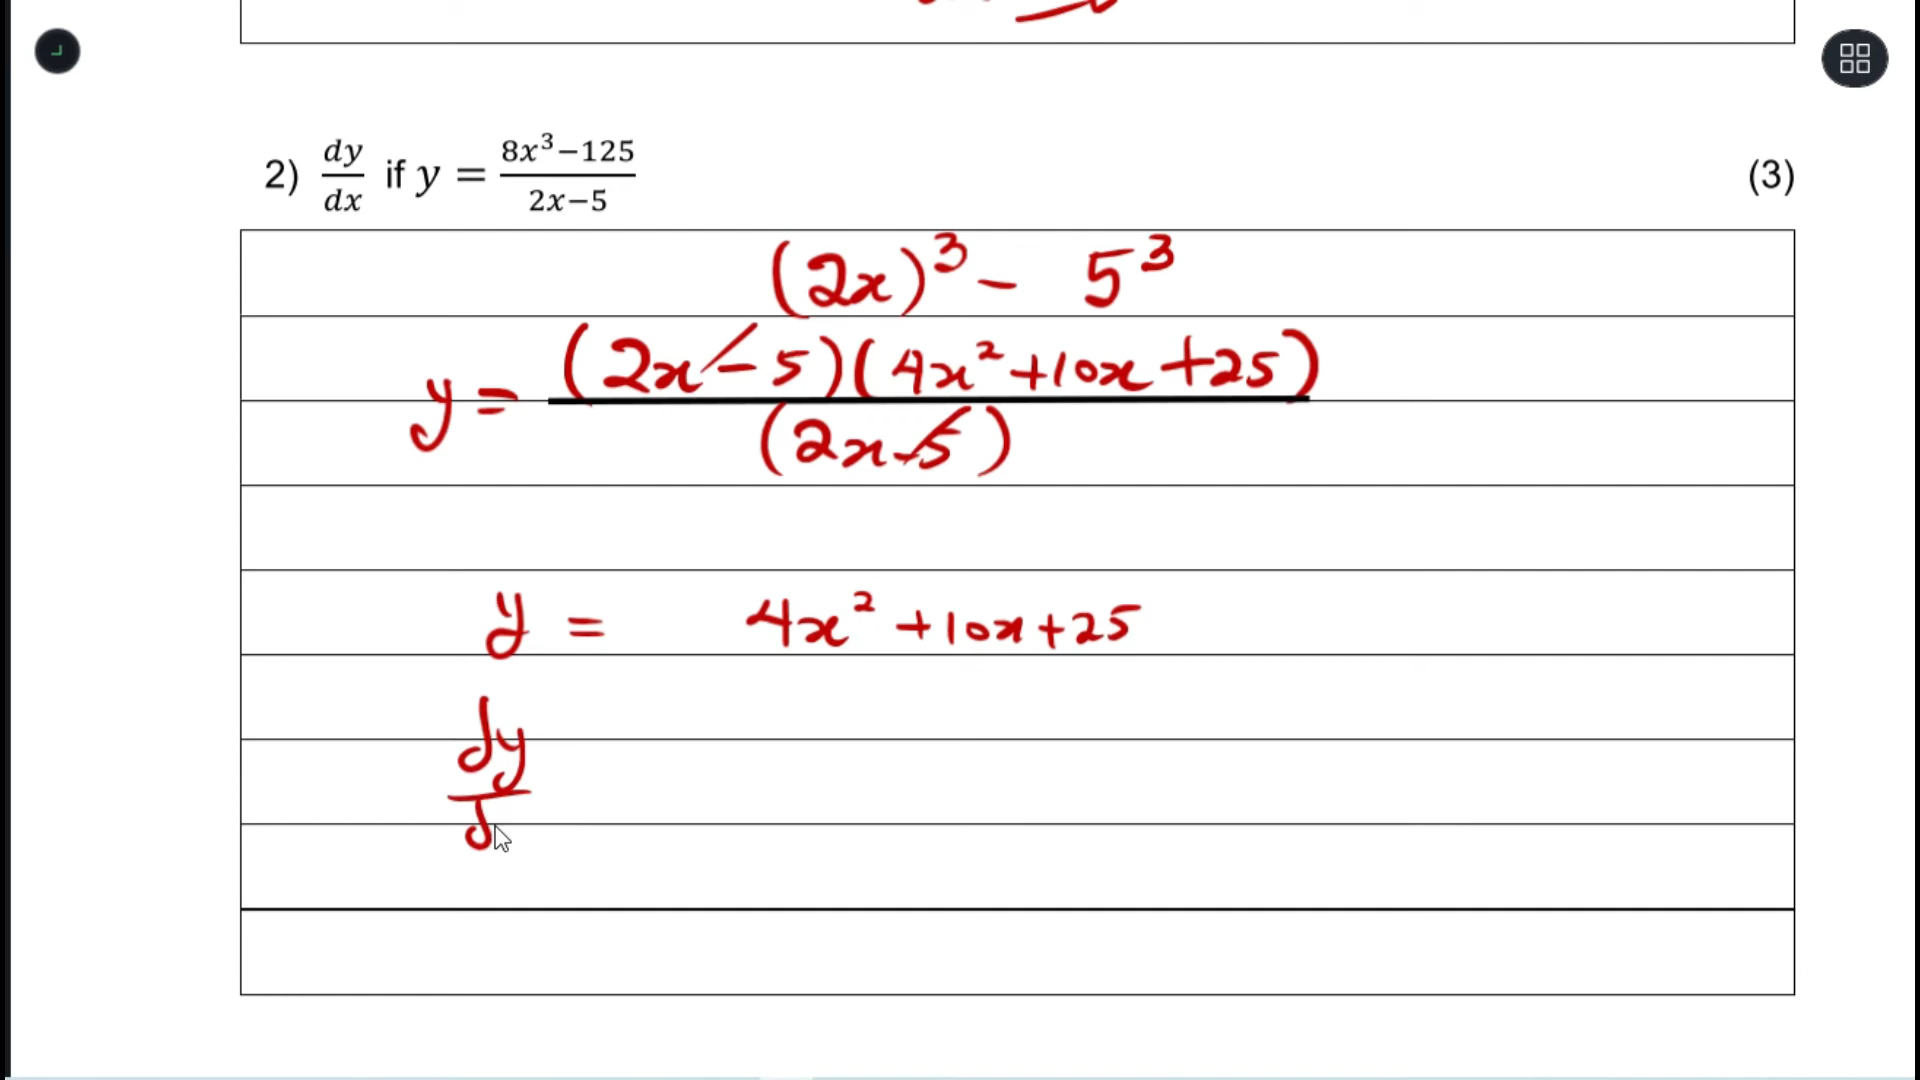 2) dy/dx if y = (8x³−125)/(2x−5) (3)
(2x)³ - 5³
y = (2x-5)(4x²+10x+25)
(2x-5)
y = 4x² +10x+25
dy
d